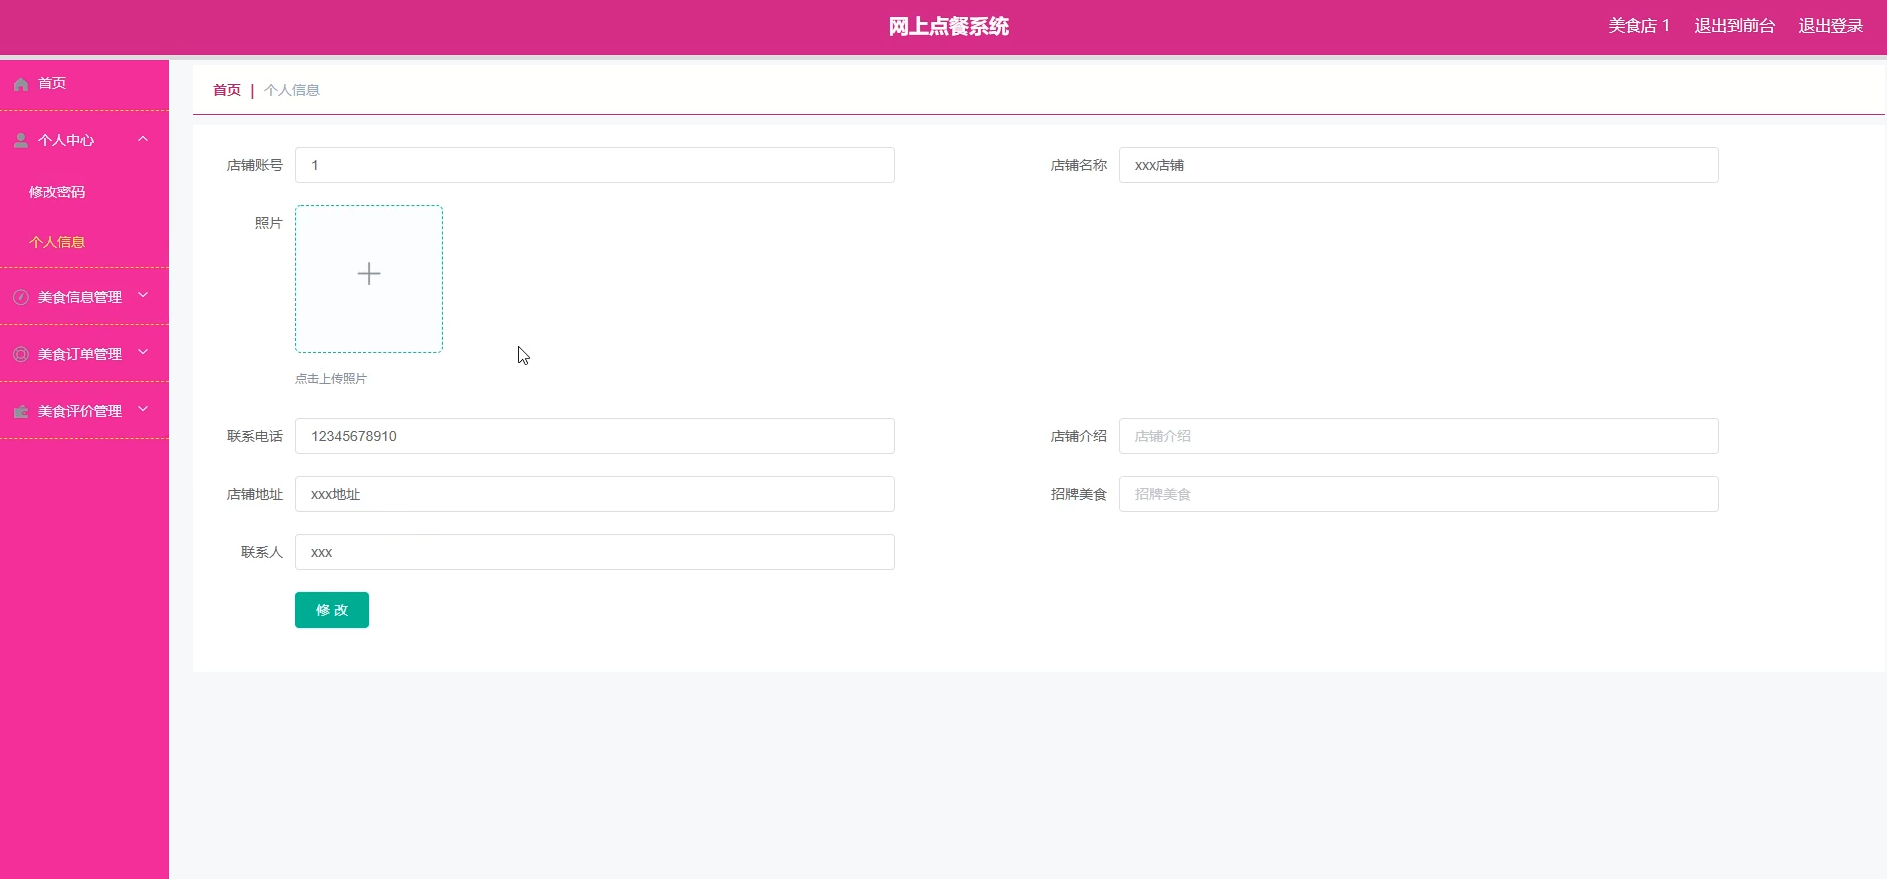 网上点餐系统
美食店 1 退出到前台 退出登录
首页
个人中心
修改密码
个人信息
美食信息管理
美食订单管理
美食评价管理
首页 | 个人信息
店铺账号 1
店铺名称 xxx店铺
照片
点击上传照片
联系电话 12345678910
店铺介绍 店铺介绍
店铺地址 xxx地址
招牌美食 招牌美食
联系人 xxx
修 改